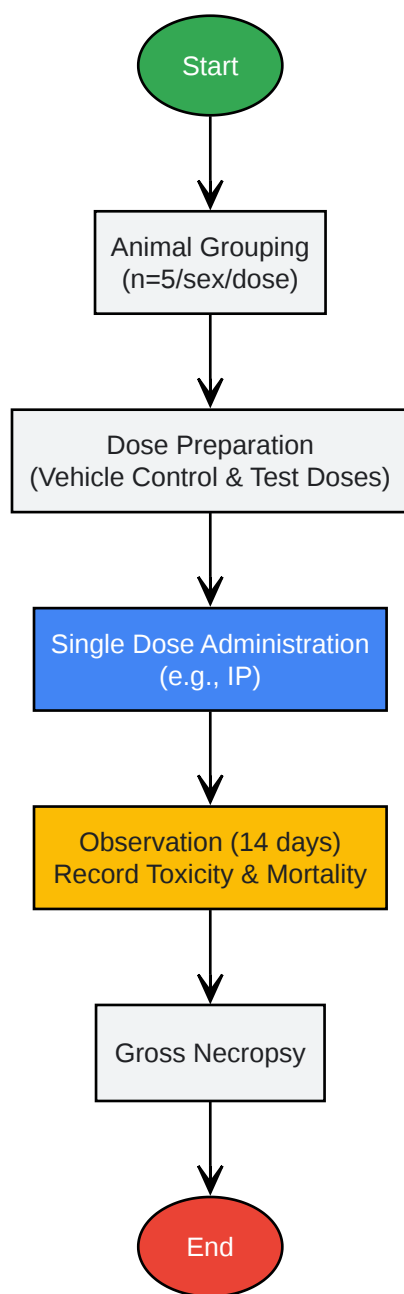 Start
Animal Grouping
(n=5/sex/dose)
Dose Preparation
(Vehicle Control & Test Doses)
Single Dose Administration
(e.g., IP)
Observation (14 days)
Record Toxicity & Mortality
Gross Necropsy
End